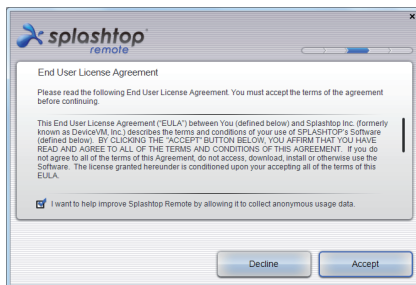 splashtop
remote
End User License Agreement
Please read the following End User License Agreement. You must accept the terms of the agreement
before continuing.
This End User License Agreement ("EULA") between You (defined below) and Splashtop Inc. (formerly
known as DeviceVM, Inc.) describes the terms and conditions of your use of SPLASHTOP's Software
(defined below). BY CLICKING THE "ACCEPT" BUTTON BELOW, YOU AFFIRM THAT YOU HAVE
READ AND AGREE TO ALL OF THE TERMS AND CONDITIONS OF THIS AGREEMENT. If you do
not agree to all of the terms of this Agreement, do not access, download, install or otherwise use the
Software. The license granted hereunder is conditioned upon your accepting all of the terms of this
EULA.
I want to help improve Splashtop Remote by allowing it to collect anonymous usage data.
Decline Accept